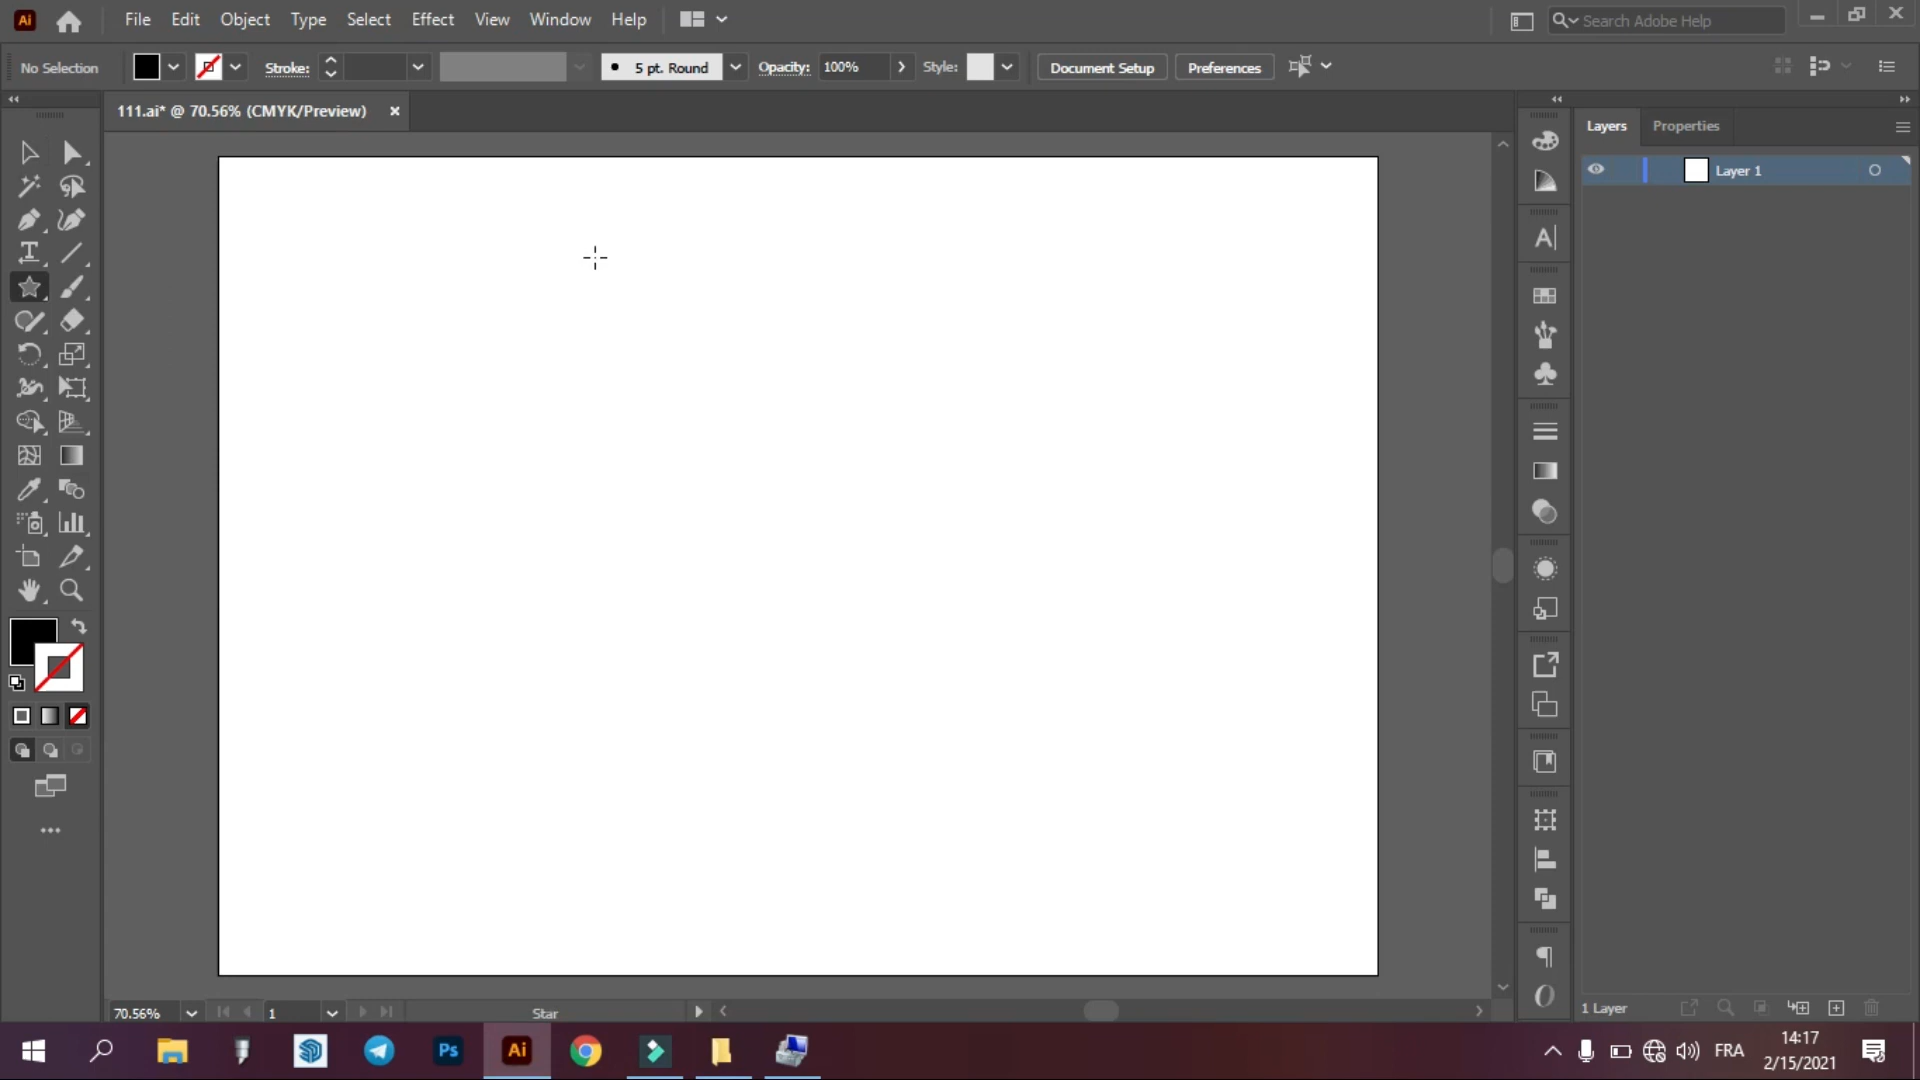 Ai File Edit Object Type Select Effect View Window Help Search Adobe Help
No Selection Stroke: 5 pt. Round Opacity: 100% Style: Document Setup Preferences
111.ai* @ 70.56% (CMYK/Preview)
Layers Properties
Layer 1
70.56% 1 Star
1 Layer
Ps Ai FRA
14:17
2/15/2021